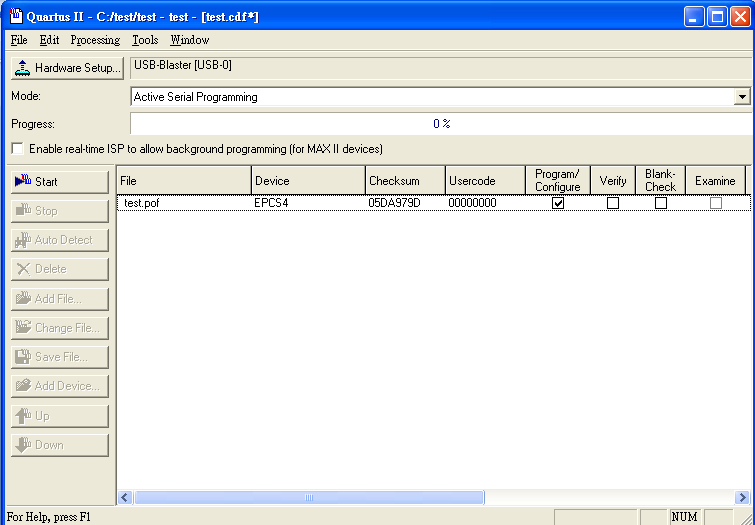 Quartus II - C:/test/test - test - [test.cdf*]
File Edit Processing Tools Window
Hardware Setup... USB-Blaster [USB-0]
Mode: Active Serial Programming
Progress: 0 %
Enable real-time ISP to allow background programming (for MAX II devices)
Start
Stop
Auto Detect
Delete
Add File...
Change File...
Save File...
Add Device...
Up
Down
File Device Checksum Usercode Program/ Configure Verify Blank- Check Examine
test.pof EPCS4 05DA979D 00000000
For Help, press F1 NUM